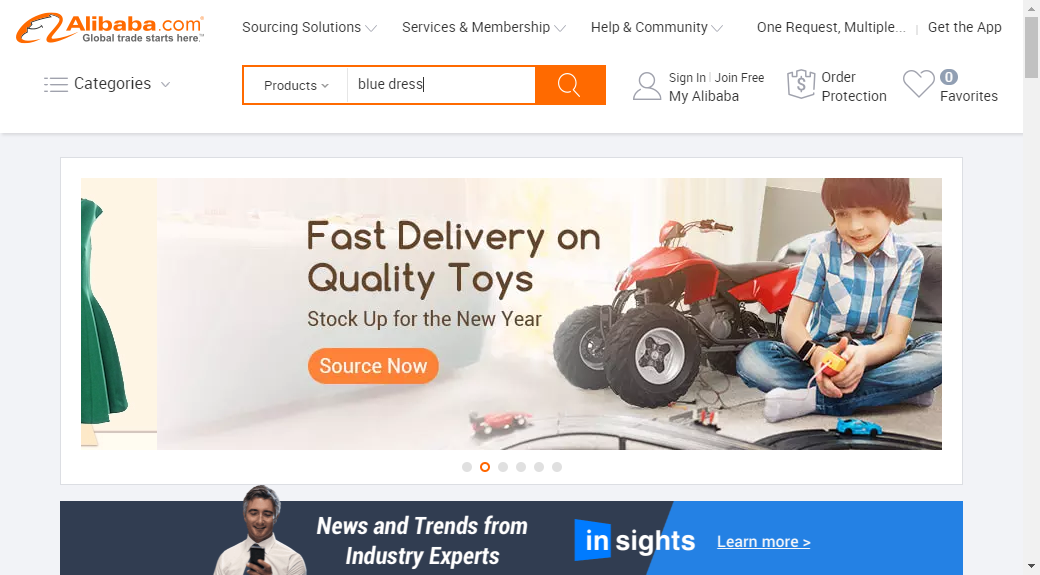 Alibaba.com
Global trade starts here.™
Sourcing Solutions
Services & Membership
Help & Community
One Request, Multiple...
Get the App
Categories
Products
blue dress
Sign In
Join Free
My Alibaba
$
Order
Protection
0
Favorites
Fast Delivery on
Quality Toys
Stock Up for the New Year
Source Now
News and Trends from
Industry Experts
in sights
Learn more >